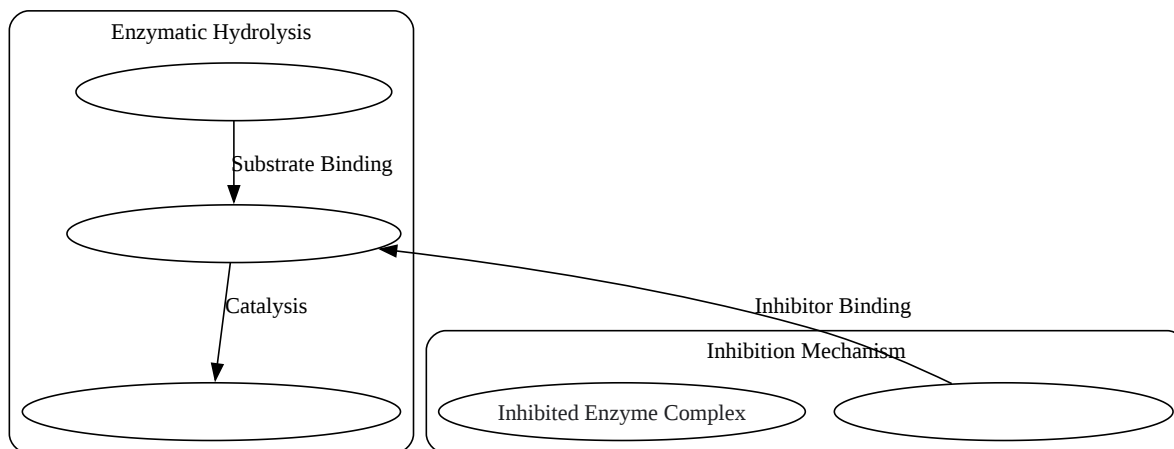 Enzymatic Hydrolysis
Substrate Binding
Catalysis
Inhibitor Binding
Inhibition Mechanism
Inhibited Enzyme Complex